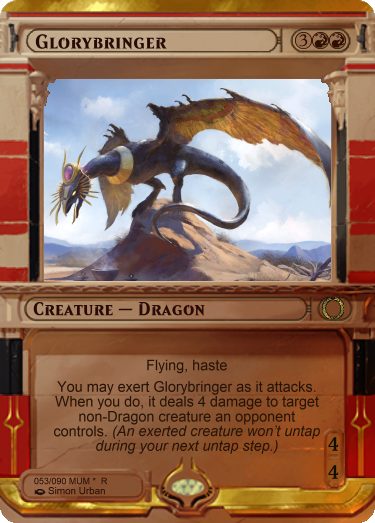 Glorybringer 3
Creature — Dragon
Flying, haste
You may exert Glorybringer as it attacks.
When you do, it deals 4 damage to target
non-Dragon creature an opponent
controls. (An exerted creature won't untap
during your next untap step.)
4
4
053/090 MUM * R
Simon Urban